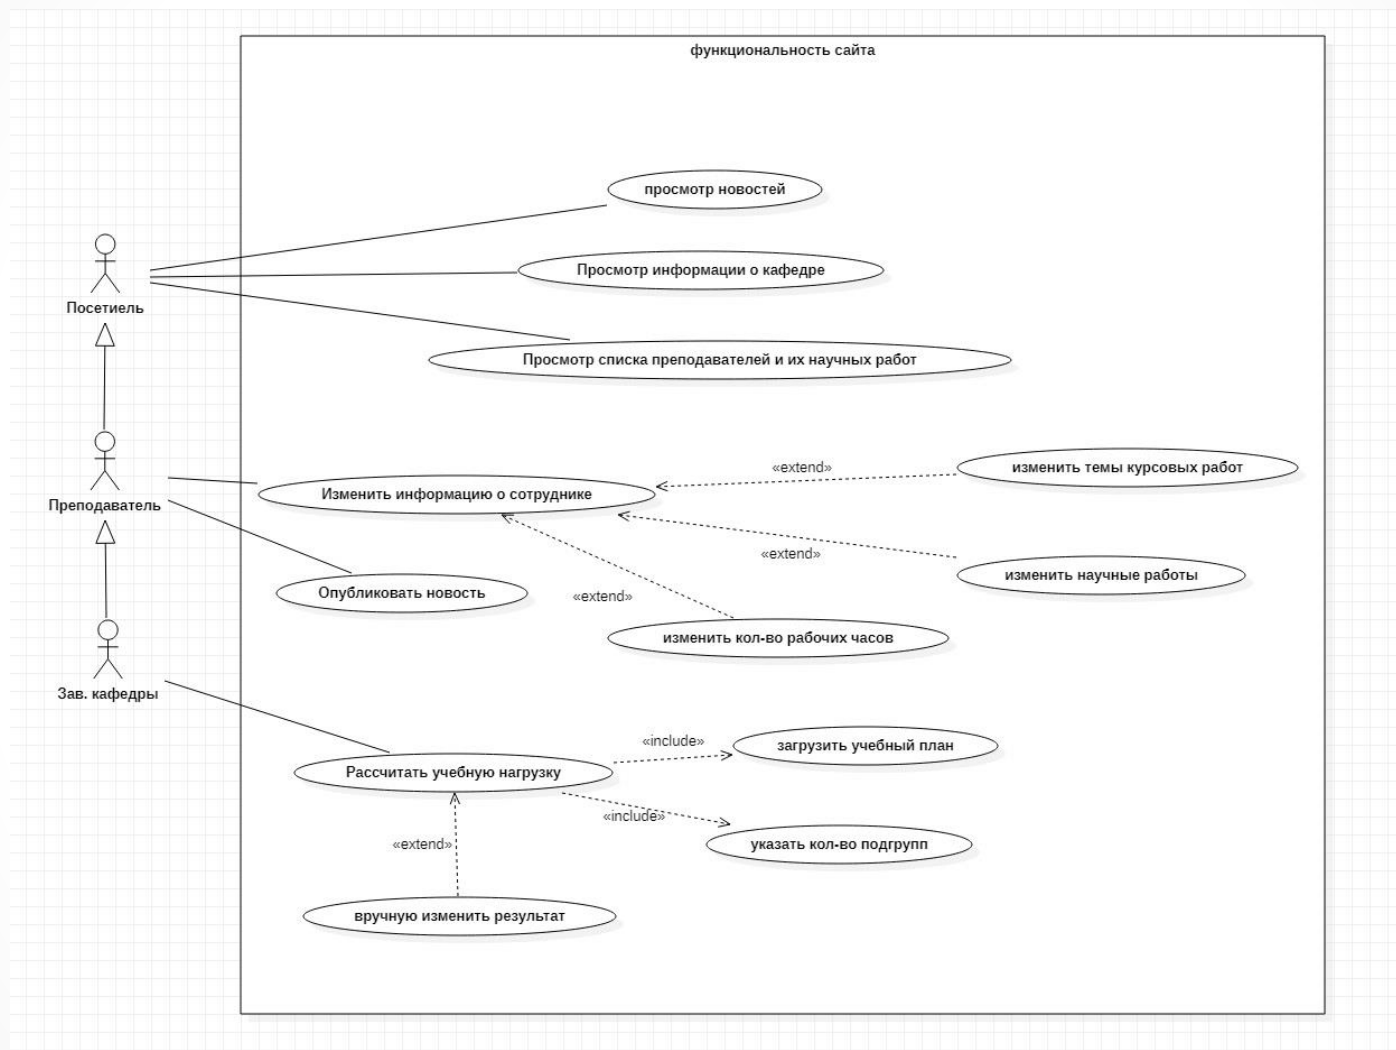 функциональность сайта
просмотр новостей
Просмотр информации о кафедре
Посетиель
Просмотр списка преподавателей и их научных работ
«extend»
изменить темы курсовых работ
Изменить информацию о сотруднике
Преподаватель
«extend»
изменить научные работы
Опубликовать новость
«extend»
изменить кол-во рабочих часов
Зав. кафедры
«include»
загрузить учебный план
Рассчитать учебную нагрузку
«include»
«extend»
указать кол-во подгрупп
вручную изменить результат